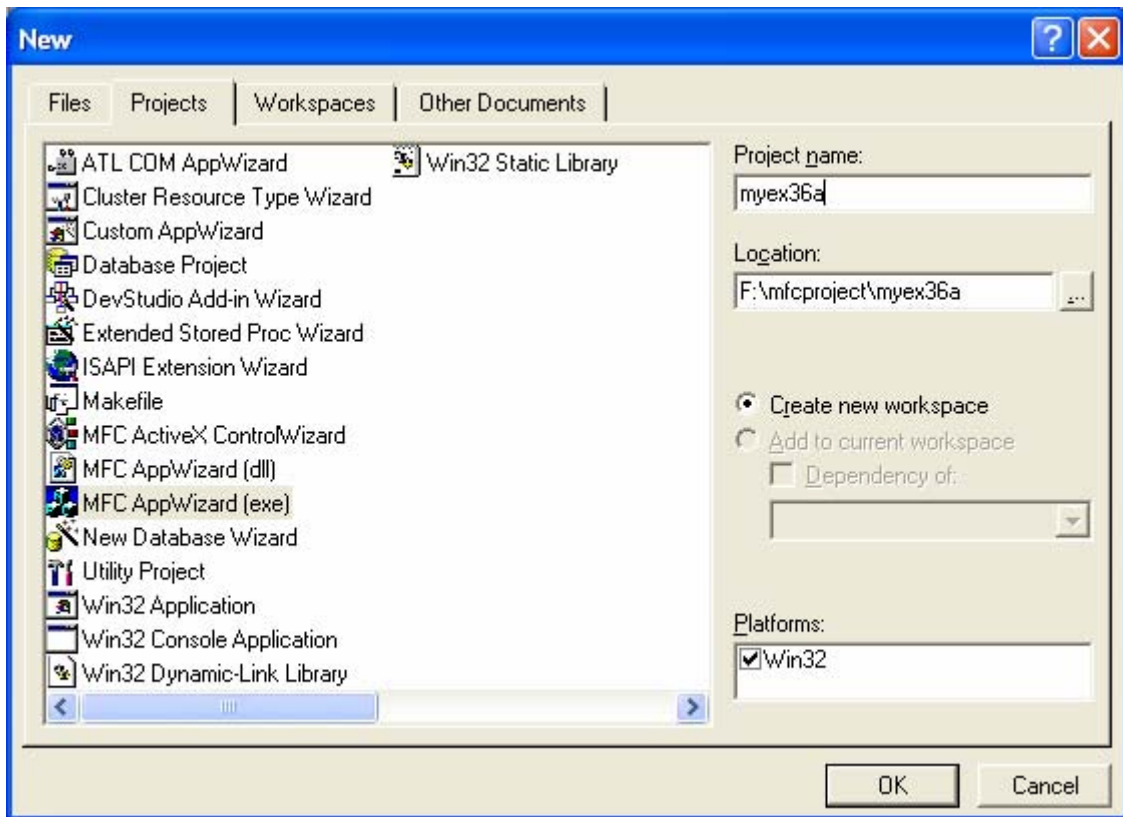 New
Files
Projects
Workspaces
Other Documents
ATL COM AppWizard
Cluster Resource Type Wizard
Custom AppWizard
Database Project
DevStudio Add-in Wizard
Extended Stored Proc Wizard
ISAPI Extension Wizard
Makefile
MFC ActiveX ControlWizard
MFC AppWizard (dll)
MFC AppWizard (exe)
New Database Wizard
Utility Project
Win32 Application
Win32 Console Application
Win32 Dynamic-Link Library
Win32 Static Library
Project name:
myex36a
Location:
F:\mfcproject\myex36a
...
Create new workspace
Add to current workspace
Dependency of:
Platforms:
Win32
OK
Cancel